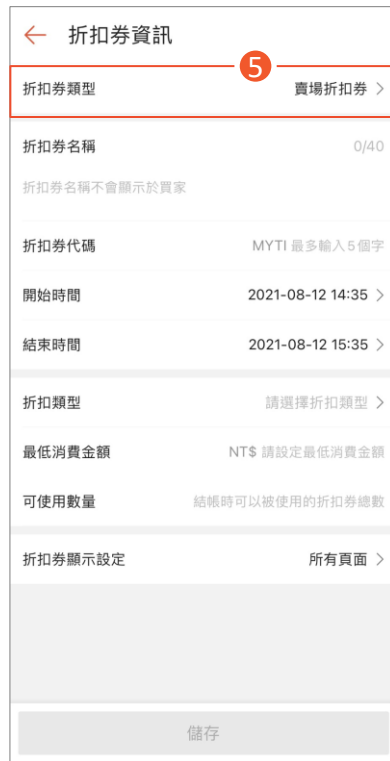 ← 折扣券資訊
5
折扣券類型 賣場折扣券 >
折扣券名稱 0/40
折扣券名稱不會顯示於買家
折扣券代碼 MYTI 最多輸入5個字
開始時間 2021-08-12 14:35 >
結束時間 2021-08-12 15:35 >
折扣類型 請選擇折扣類型 >
最低消費金額 NT$ 請設定最低消費金額
可使用數量 結帳時可以被使用的折扣券總數
折扣券顯示設定 所有頁面 >
儲存